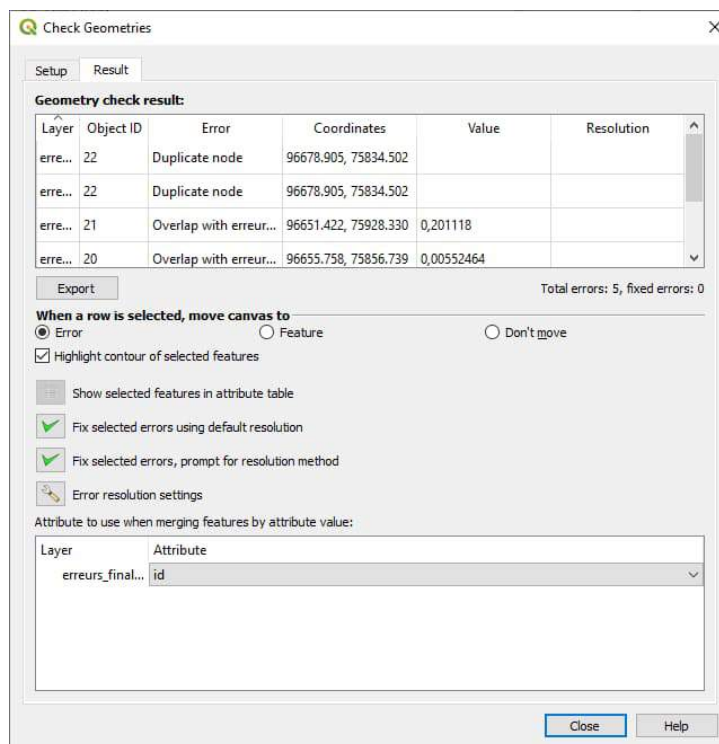 Check Geometries
Setup Result
Geometry check result:
Layer Object ID Error Coordinates Value Resolution
erre... 22 Duplicate node 96678.905, 75834.502
erre... 22 Duplicate node 96678.905, 75834.502
erre... 21 Overlap with erreur... 96651.422, 75928.330 0,201118
erre... 20 Overlap with erreur... 96655.758, 75856.739 0,00552464
Export Total errors: 5, fixed errors: 0
When a row is selected, move canvas to
Error Feature Don't move
Highlight contour of selected features
Show selected features in attribute table
Fix selected errors using default resolution
Fix selected errors, prompt for resolution method
Error resolution settings
Attribute to use when merging features by attribute value:
Layer Attribute
erreurs_final... id
Close Help